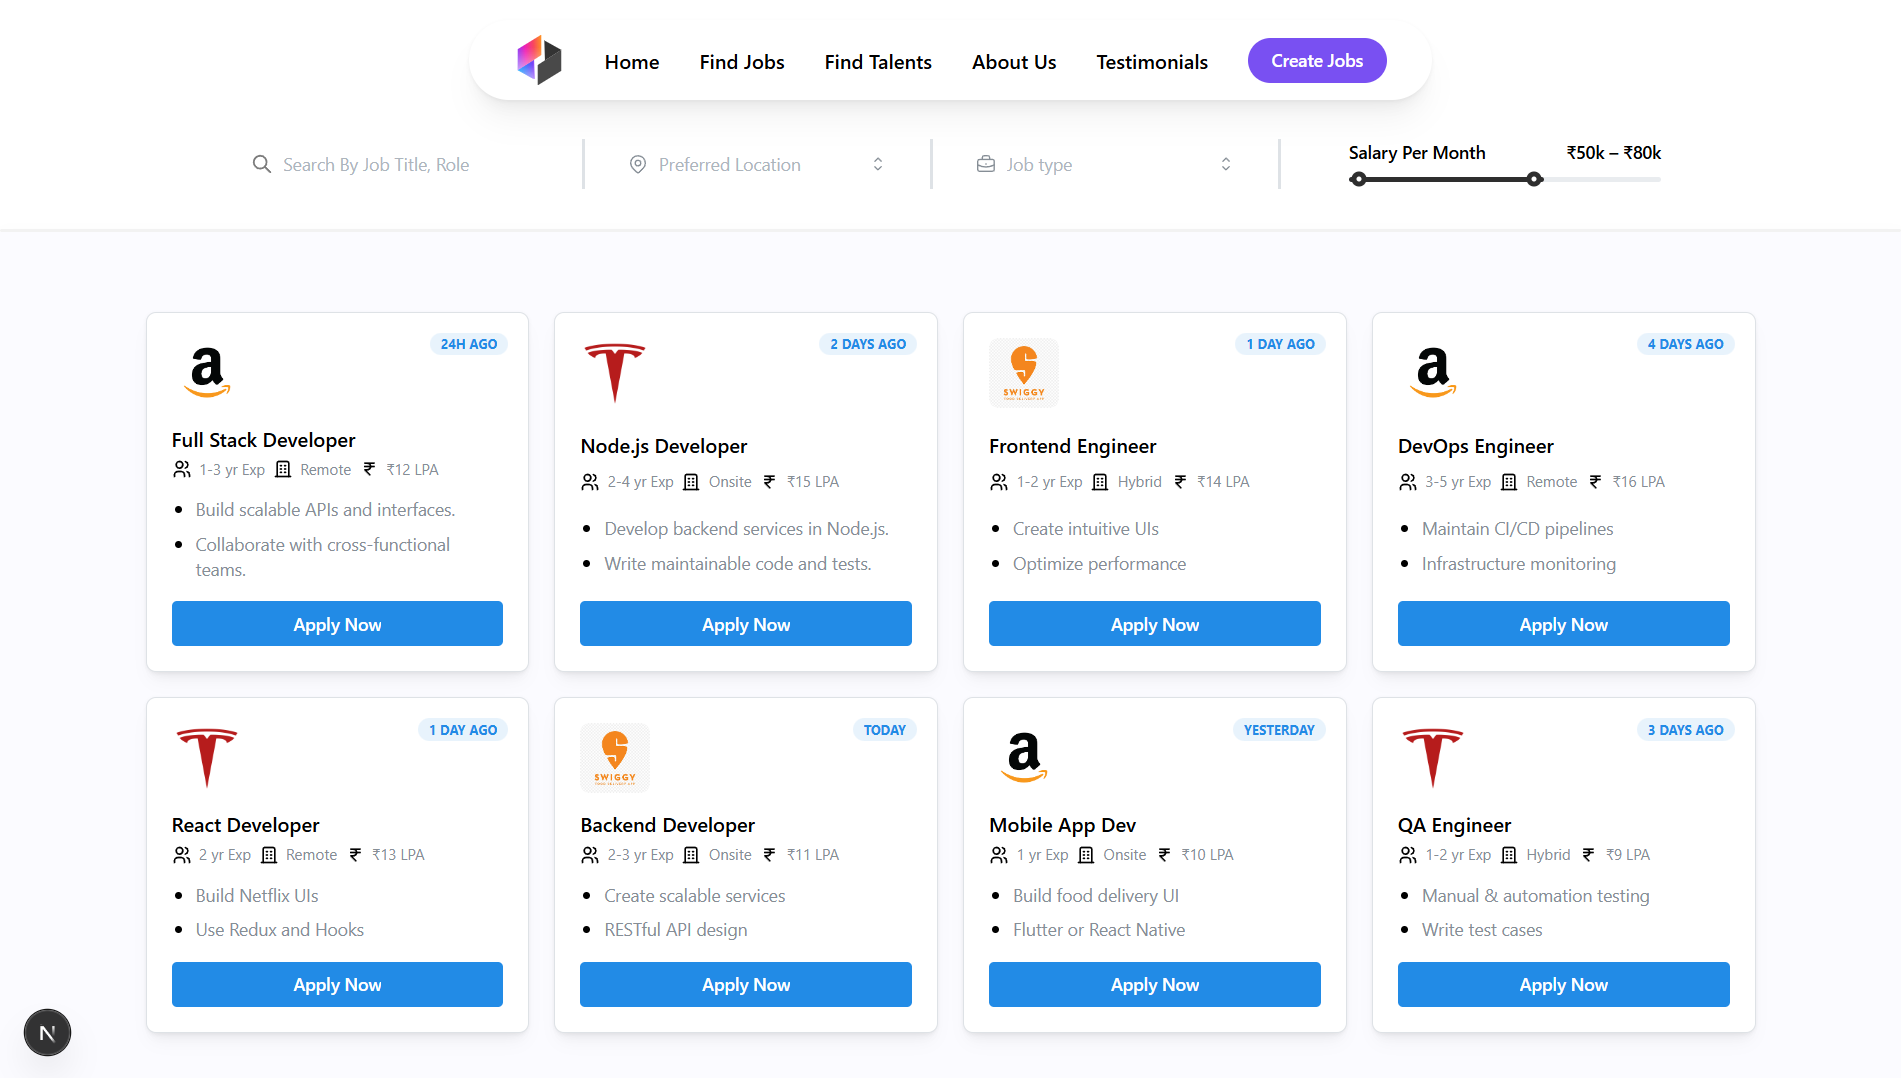 Home
Find Jobs
Find Talents
About Us
Testimonials
Create Jobs
Search By Job Title, Role
Preferred Location
Job type
Salary Per Month
₹50k – ₹80k
a
24H AGO
Full Stack Developer
1-3 yr Exp Remote ₹ ₹12 LPA
Build scalable APIs and interfaces.
Collaborate with cross-functional
teams.
Apply Now
2 DAYS AGO
Node.js Developer
2-4 yr Exp Onsite ₹ ₹15 LPA
Develop backend services in Node.js.
Write maintainable code and tests.
Apply Now
SWIGGY
1 DAY AGO
Frontend Engineer
1-2 yr Exp Hybrid ₹ ₹14 LPA
Create intuitive UIs
Optimize performance
Apply Now
a
4 DAYS AGO
DevOps Engineer
3-5 yr Exp Remote ₹ ₹16 LPA
Maintain CI/CD pipelines
Infrastructure monitoring
Apply Now
1 DAY AGO
React Developer
2 yr Exp Remote ₹ ₹13 LPA
Build Netflix UIs
Use Redux and Hooks
Apply Now
SWIGGY
TODAY
Backend Developer
2-3 yr Exp Onsite ₹ ₹11 LPA
Create scalable services
RESTful API design
Apply Now
a
YESTERDAY
Mobile App Dev
1 yr Exp Onsite ₹ ₹10 LPA
Build food delivery UI
Flutter or React Native
Apply Now
3 DAYS AGO
QA Engineer
1-2 yr Exp Hybrid ₹ ₹9 LPA
Manual & automation testing
Write test cases
Apply Now
N